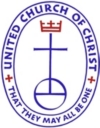 UNITED CHURCH OF CHRIST
THAT THEY MAY ALL BE ONE